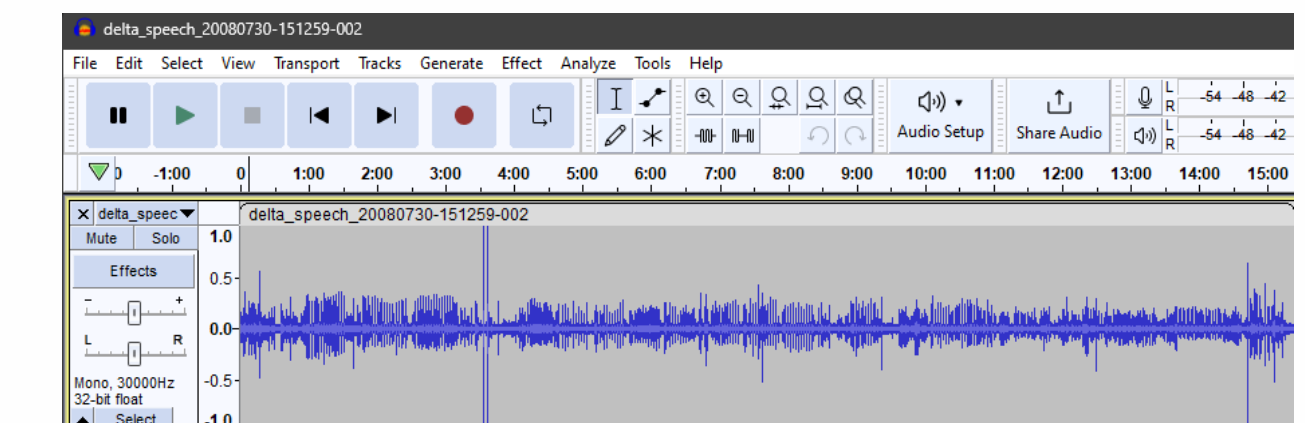 delta_speech_20080730-151259-002
File Edit Select View Transport Tracks Generate Effect Analyze Tools Help
L
R
-54 -48 -42
Audio Setup
Share Audio
L
R
-54 -48 -42
-1:00 0 1:00 2:00 3:00 4:00 5:00 6:00 7:00 8:00 9:00 10:00 11:00 12:00 13:00 14:00 15:00
delta_speec
delta_speech_20080730-151259-002
Mute Solo
1.0
Effects
0.5
- +
0.0
L R
Mono, 30000Hz
-0.5
32-bit float
Select
-1.0